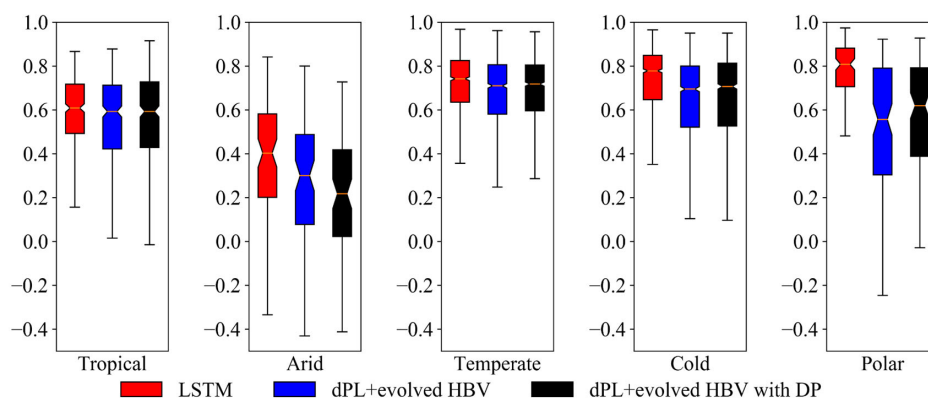 1.0 1.0 1.0 1.0 1.0
0.8 0.8 0.8 0.8 0.8
0.6 0.6 0.6 0.6 0.6
0.4 0.4 0.4 0.4 0.4
0.2 0.2 0.2 0.2 0.2
0.0 0.0 0.0 0.0 0.0
−0.2 −0.2 −0.2 −0.2 −0.2
−0.4 −0.4 −0.4 −0.4 −0.4
Tropical Arid Temperate Cold Polar
LSTM dPL+evolved HBV dPL+evolved HBV with DP